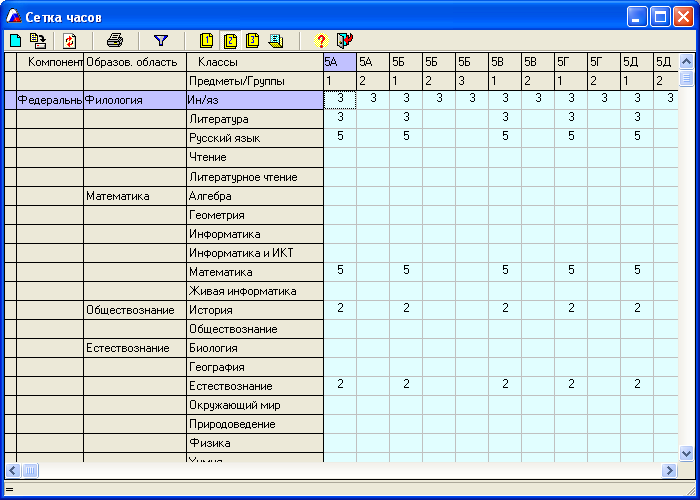 Сетка часов
Компонент Образов. область Классы 5А 5А 5Б 5Б 5Б 5В 5В 5Г 5Г 5Д 5Д
Предметы/Группы 1 2 1 2 3 1 2 1 2 1 2
Федеральнь Филология Ин/яз 3 3 3 3 3 3 3 3 3 3 3
Литература 3 3 3 3 3
Русский язык 5 5 5 5 5
Чтение
Литературное чтение
Математика Алгебра
Геометрия
Информатика
Информатика и ИКТ
Математика 5 5 5 5 5
Живая информатика
Обществознание История 2 2 2 2 2
Обществознание
Естествознание Биология
География
Естествознание 2 2 2 2 2
Окружающий мир
Природоведение
Физика
=